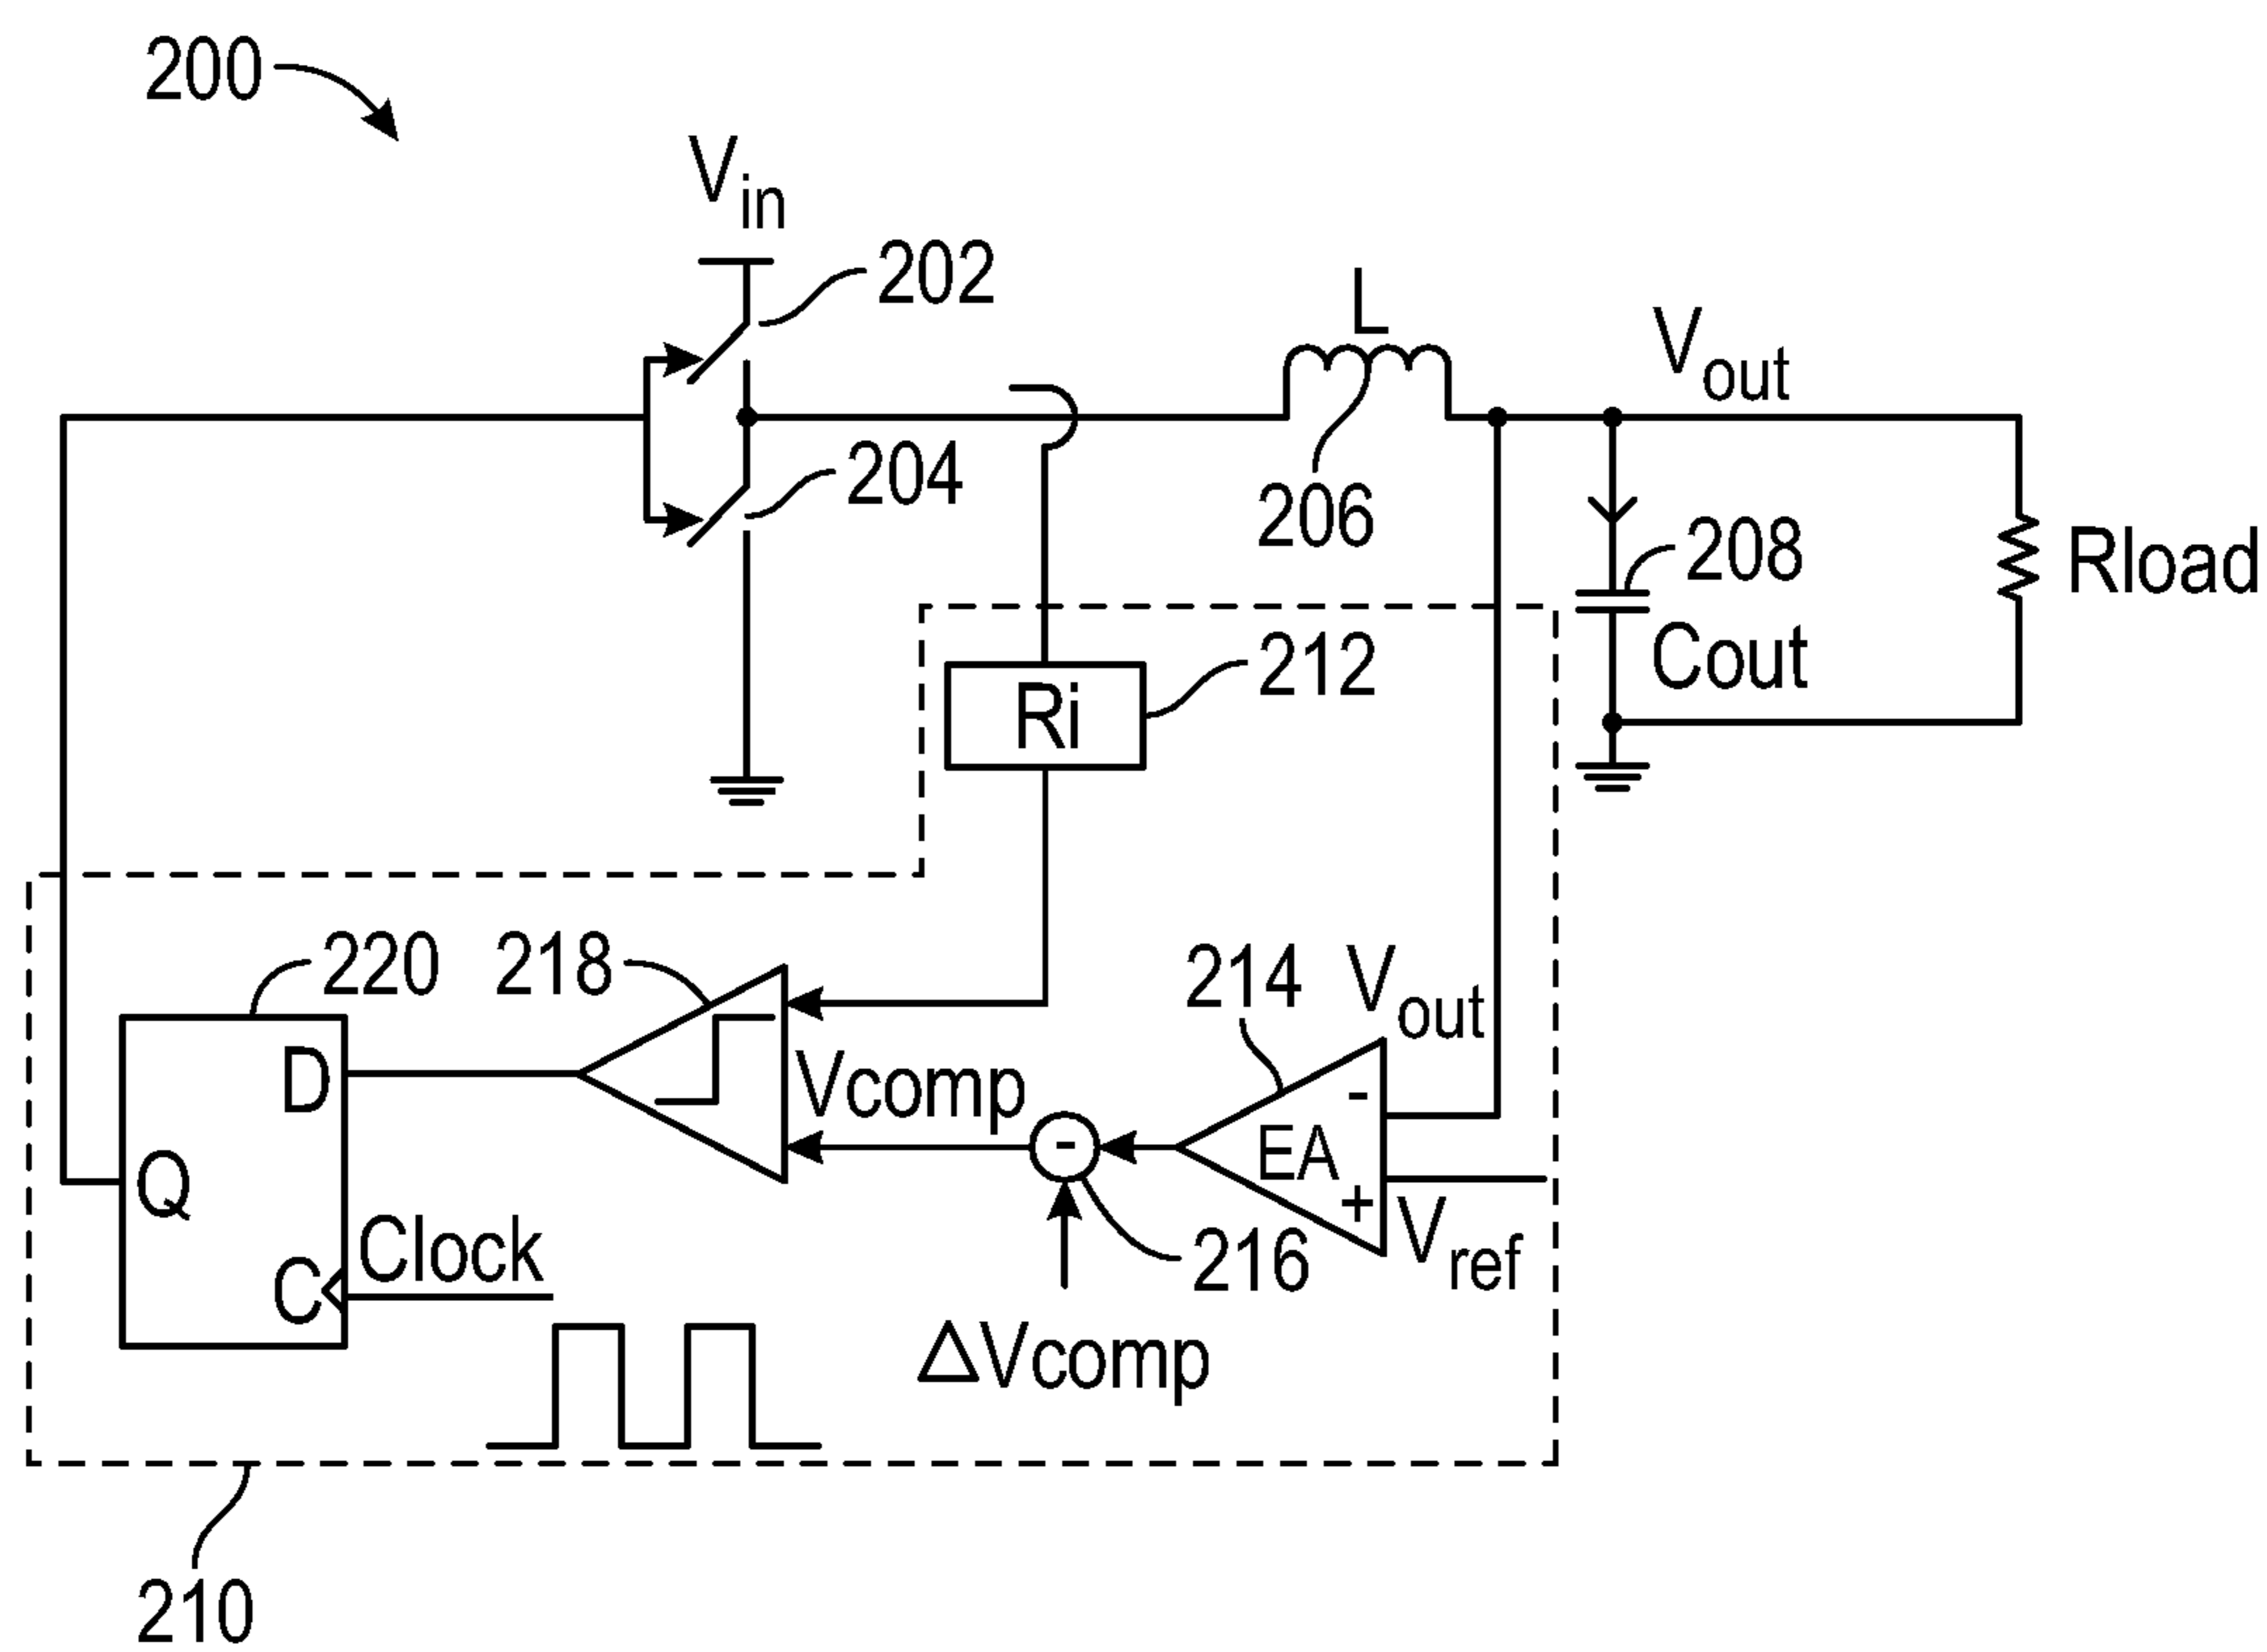 200
Vin
202
L
Vout
204
206
208
Rload
Cout
212
Ri
220
218
214
Vout
D
Vcomp
-
-
EA
Q
+
Vref
216
Clock
C
ΔVcomp
210